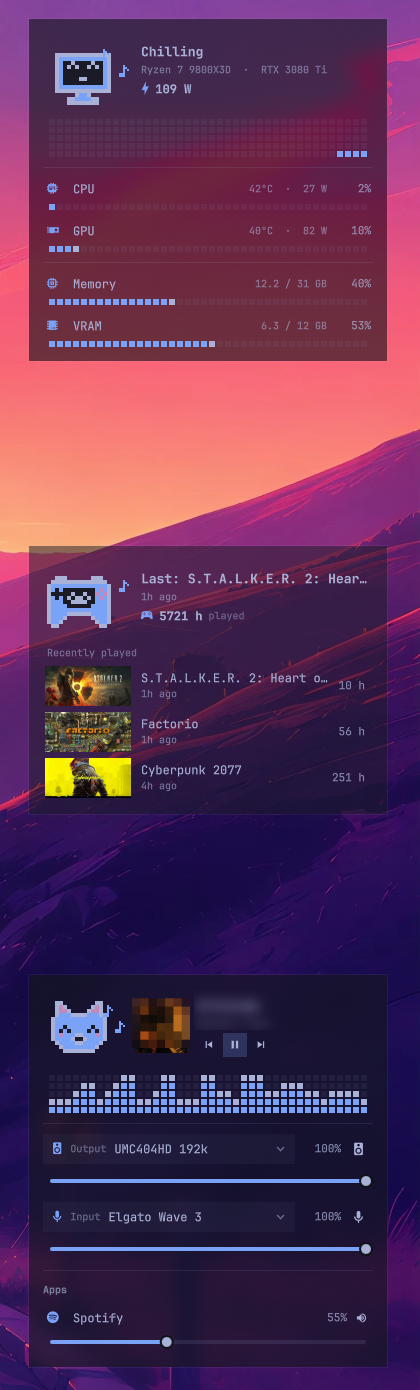 Chilling
Ryzen 7 9800X3D · RTX 3080 Ti
109 W
CPU 42°C · 27 W 2%
GPU 40°C · 82 W 10%
Memory 12.2 / 31 GB 40%
VRAM 6.3 / 12 GB 53%
Last: S.T.A.L.K.E.R. 2: Hear…
1h ago
5721 h played
Recently played
S.T.A.L.K.E.R. 2: Heart o… 10 h
1h ago
Factorio 56 h
1h ago
Cyberpunk 2077 251 h
4h ago
Output UMC404HD 192k 100%
Input Elgato Wave 3 100%
Apps
Spotify 55%